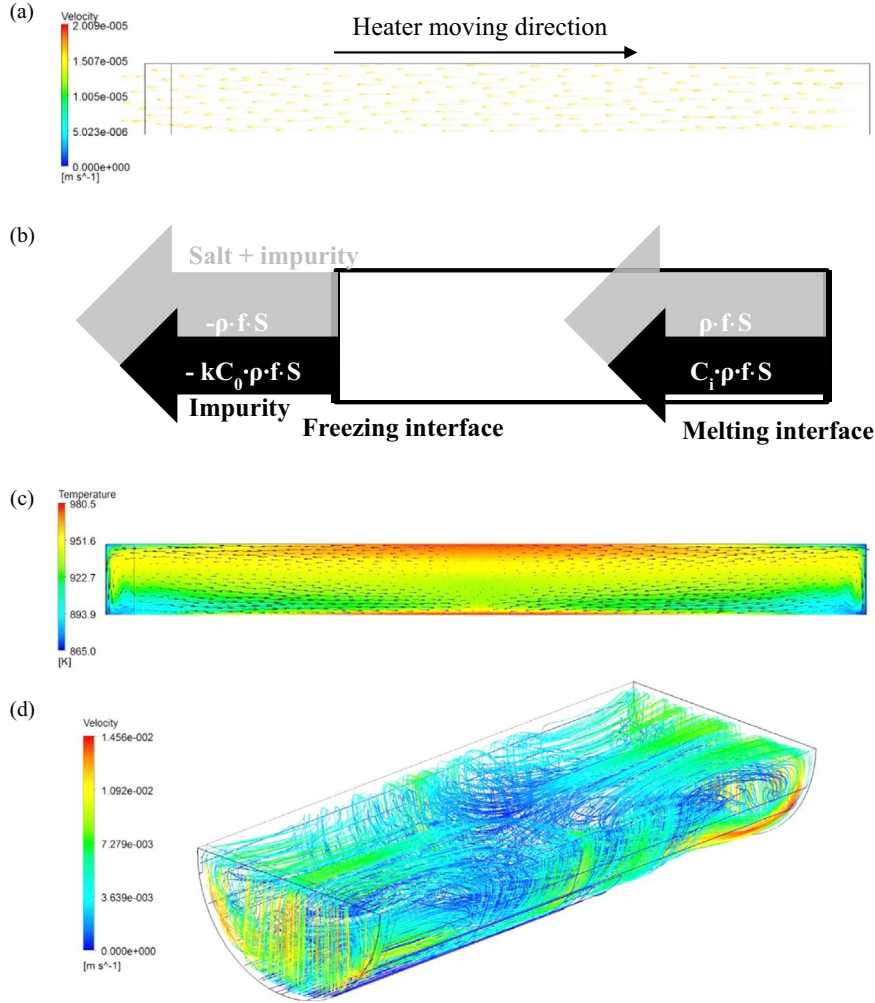 (a)
Velocity
2.009e-005
1.507e-005
1.005e-005
5.023e-006
0.000e+000
[m s^-1]
Heater moving direction
(b)
Salt + impurity
-ρ·f·S
- kC₀·ρ·f·S
Impurity
Freezing interface
ρ·f·S
Cᵢ·ρ·f·S
Melting interface
(c)
Temperature
980.5
951.6
922.7
893.9
865.0
[K]
(d)
Velocity
1.456e-002
1.092e-002
7.279e-003
3.639e-003
0.000e+000
[m s^-1]